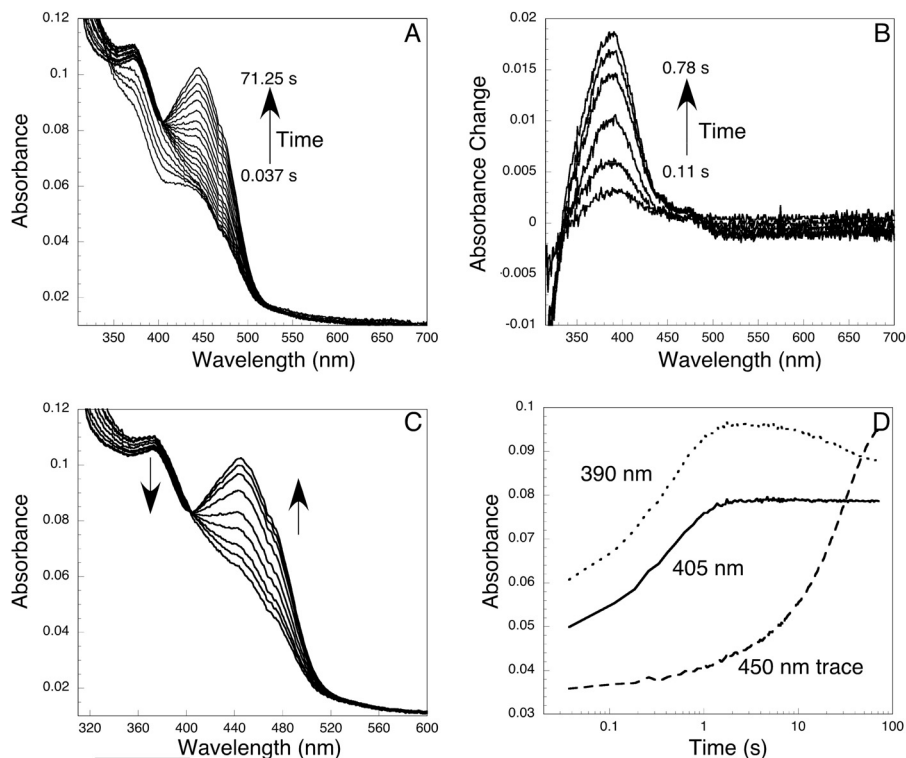 A
0.12
0.1
0.08
0.06
0.04
0.02
Absorbance
71.25 s
Time
0.037 s
350 400 450 500 550 600 650 700
Wavelength (nm)
B
0.02
0.015
0.01
0.005
0
-0.005
-0.01
Absorbance Change
0.78 s
Time
0.11 s
350 400 450 500 550 600 650 700
Wavelength (nm)
C
0.12
0.1
0.08
0.06
0.04
0.02
Absorbance
320 360 400 440 480 520 560 600
Wavelength (nm)
D
0.1
0.09
0.08
0.07
0.06
0.05
0.04
0.03
Absorbance
390 nm
405 nm
450 nm trace
0.1 1 10 100
Time (s)